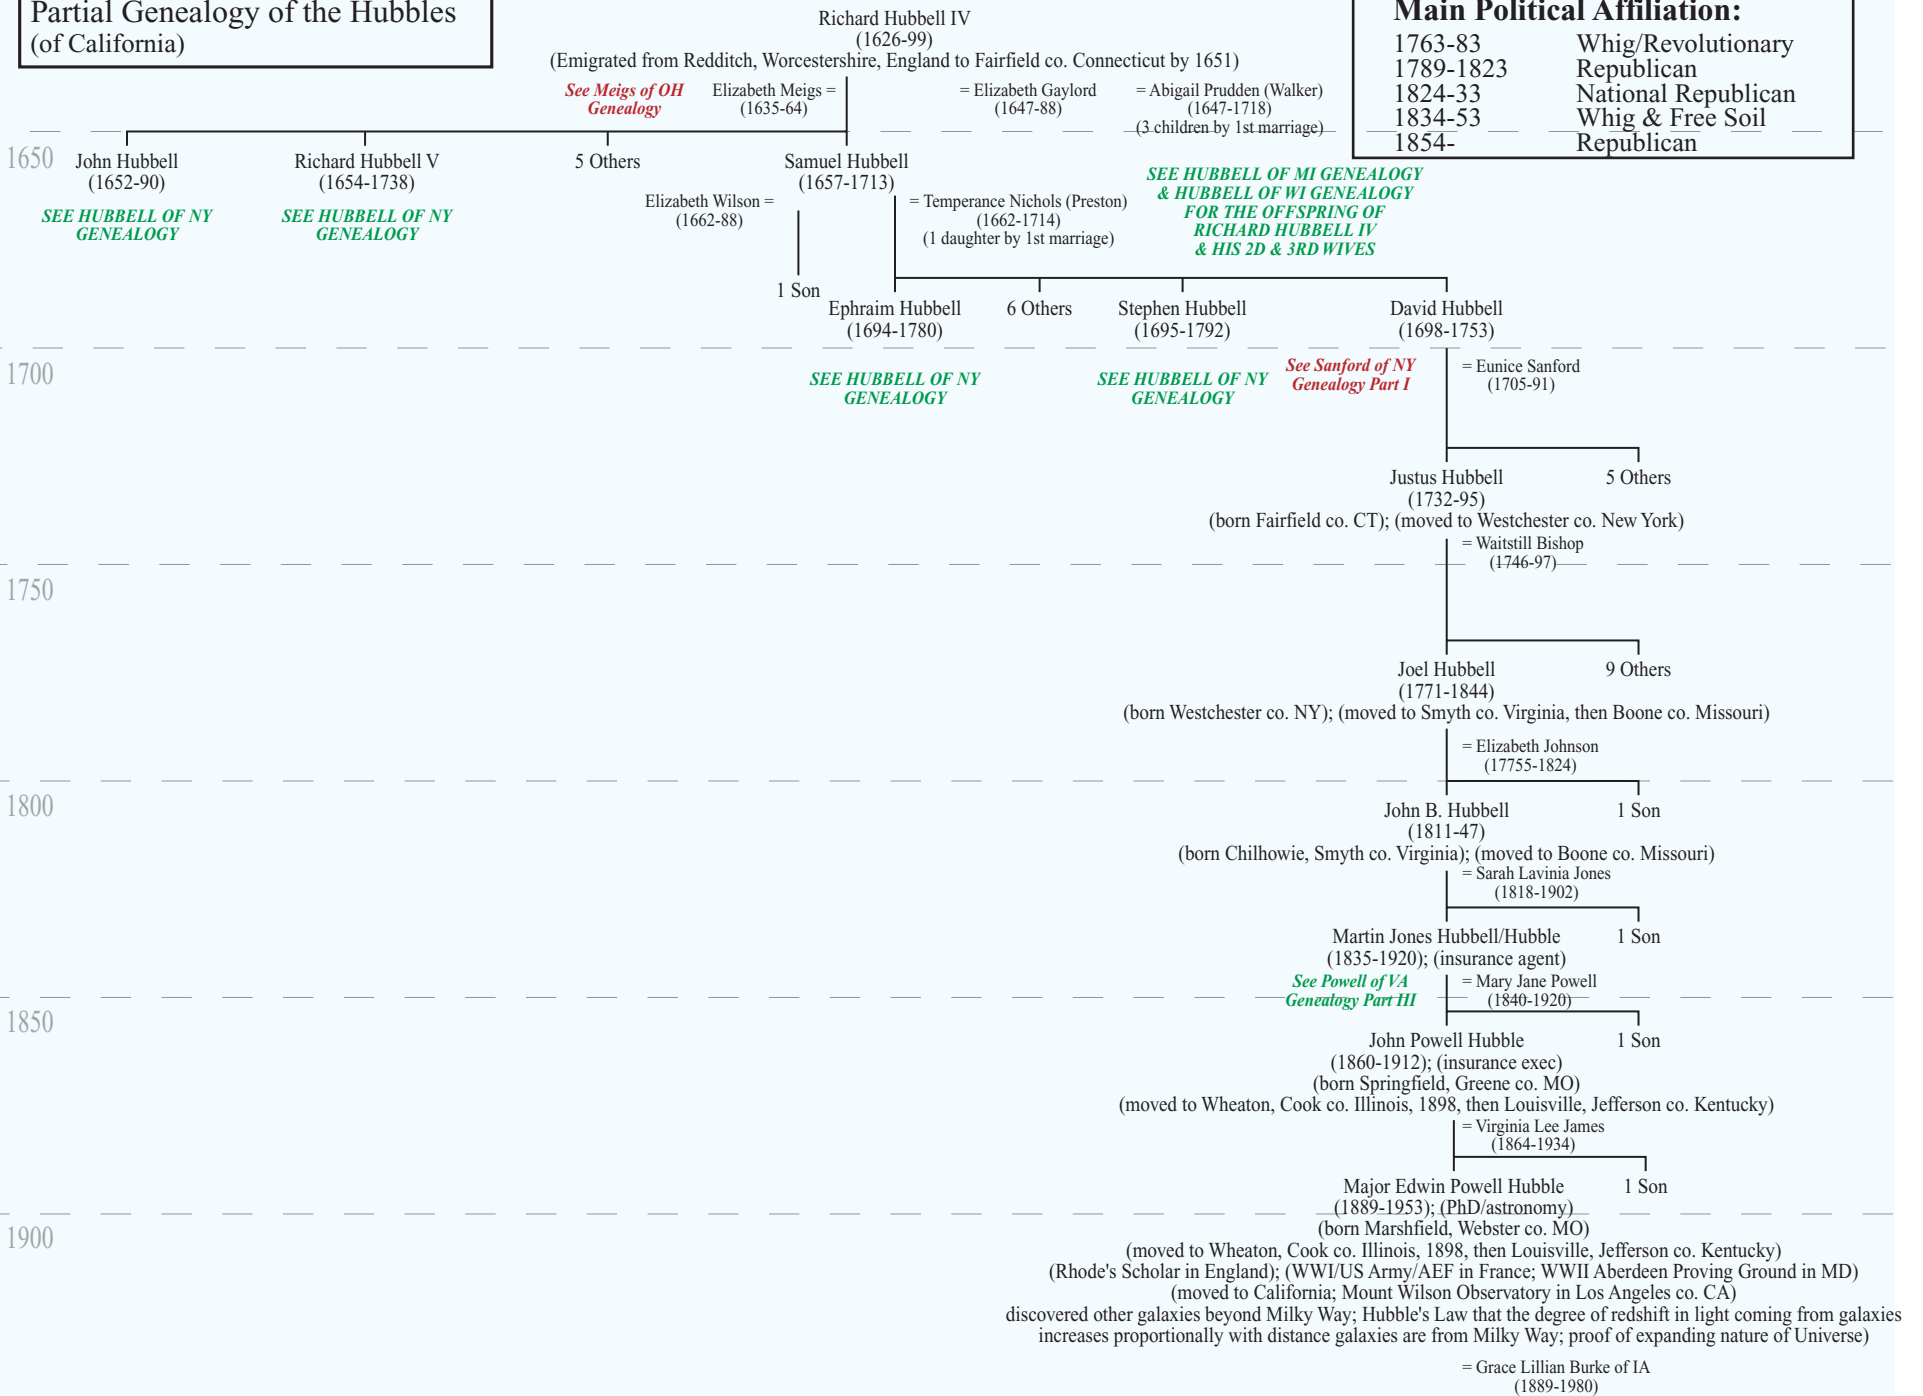 Partial Genealogy of the Hubbles
(of California)
Main Political Affiliation:
1763-83 Whig/Revolutionary
1789-1823 Republican
1824-33 National Republican
1834-53 Whig & Free Soil
1854- Republican
Richard Hubbell IV
(1626-99)
(Emigrated from Redditch, Worcestershire, England to Fairfield co. Connecticut by 1651)
See Meigs of OH
Genealogy
Elizabeth Meigs =
(1635-64)
= Elizabeth Gaylord
(1647-88)
= Abigail Prudden (Walker)
(1647-1718)
(3 children by 1st marriage)
1650
John Hubbell
(1652-90)
SEE HUBBELL OF NY
GENEALOGY
Richard Hubbell V
(1654-1738)
SEE HUBBELL OF NY
GENEALOGY
5 Others
Samuel Hubbell
(1657-1713)
SEE HUBBELL OF MI GENEALOGY
& HUBBELL OF WI GENEALOGY
FOR THE OFFSPRING OF
RICHARD HUBBELL IV
& HIS 2D & 3RD WIVES
Elizabeth Wilson =
(1662-88)
= Temperance Nichols (Preston)
(1662-1714)
(1 daughter by 1st marriage)
1 Son
Ephraim Hubbell
(1694-1780)
6 Others
Stephen Hubbell
(1695-1792)
David Hubbell
(1698-1753)
1700
SEE HUBBELL OF NY
GENEALOGY
SEE HUBBELL OF NY
GENEALOGY
See Sanford of NY
Genealogy Part I
= Eunice Sanford
(1705-91)
Justus Hubbell
(1732-95)
5 Others
(born Fairfield co. CT); (moved to Westchester co. New York)
= Waitstill Bishop
(1746-97)
1750
Joel Hubbell
(1771-1844)
9 Others
(born Westchester co. NY); (moved to Smyth co. Virginia, then Boone co. Missouri)
= Elizabeth Johnson
(17755-1824)
1800
John B. Hubbell
(1811-47)
1 Son
(born Chilhowie, Smyth co. Virginia); (moved to Boone co. Missouri)
= Sarah Lavinia Jones
(1818-1902)
Martin Jones Hubbell/Hubble
(1835-1920); (insurance agent)
1 Son
See Powell of VA
Genealogy Part III
= Mary Jane Powell
(1840-1920)
1850
John Powell Hubble
(1860-1912); (insurance exec)
1 Son
(born Springfield, Greene co. MO)
(moved to Wheaton, Cook co. Illinois, 1898, then Louisville, Jefferson co. Kentucky)
= Virginia Lee James
(1864-1934)
Major Edwin Powell Hubble
(1889-1953); (PhD/astronomy)
1 Son
1900
(born Marshfield, Webster co. MO)
(moved to Wheaton, Cook co. Illinois, 1898, then Louisville, Jefferson co. Kentucky)
(Rhode's Scholar in England); (WWI/US Army/AEF in France; WWII Aberdeen Proving Ground in MD)
(moved to California; Mount Wilson Observatory in Los Angeles co. CA)
discovered other galaxies beyond Milky Way; Hubble's Law that the degree of redshift in light coming from galaxies
increases proportionally with distance galaxies are from Milky Way; proof of expanding nature of Universe)
= Grace Lillian Burke of IA
(1889-1980)